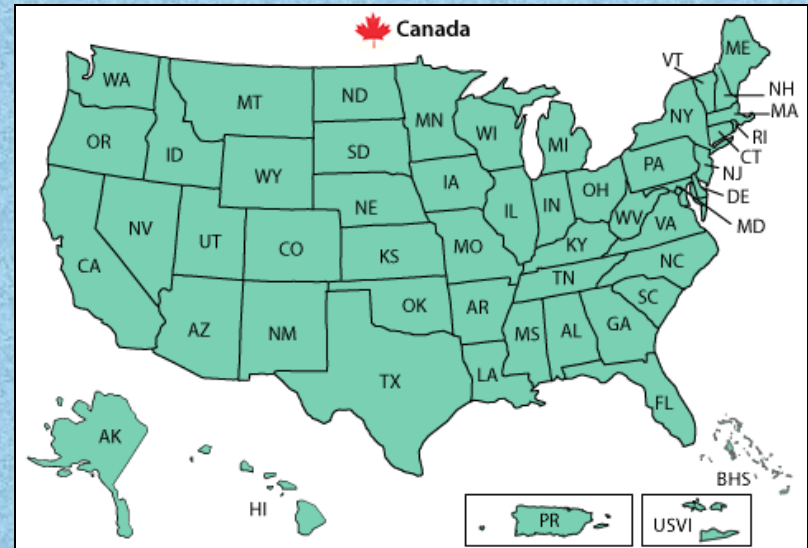 Canada
ME
VT
WA
NH
MT
ND
MA
MN
NY
OR
WI
RI
MI
ID
SD
CT
PA
NJ
WY
IA
OH
DE
NE
IL
IN
WV
MD
NV
VA
UT
CO
MO
KS
KY
CA
NC
TN
SC
OK
AR
AZ
NM
MS
AL
GA
LA
TX
FL
AK
BHS
HI
PR
USVI